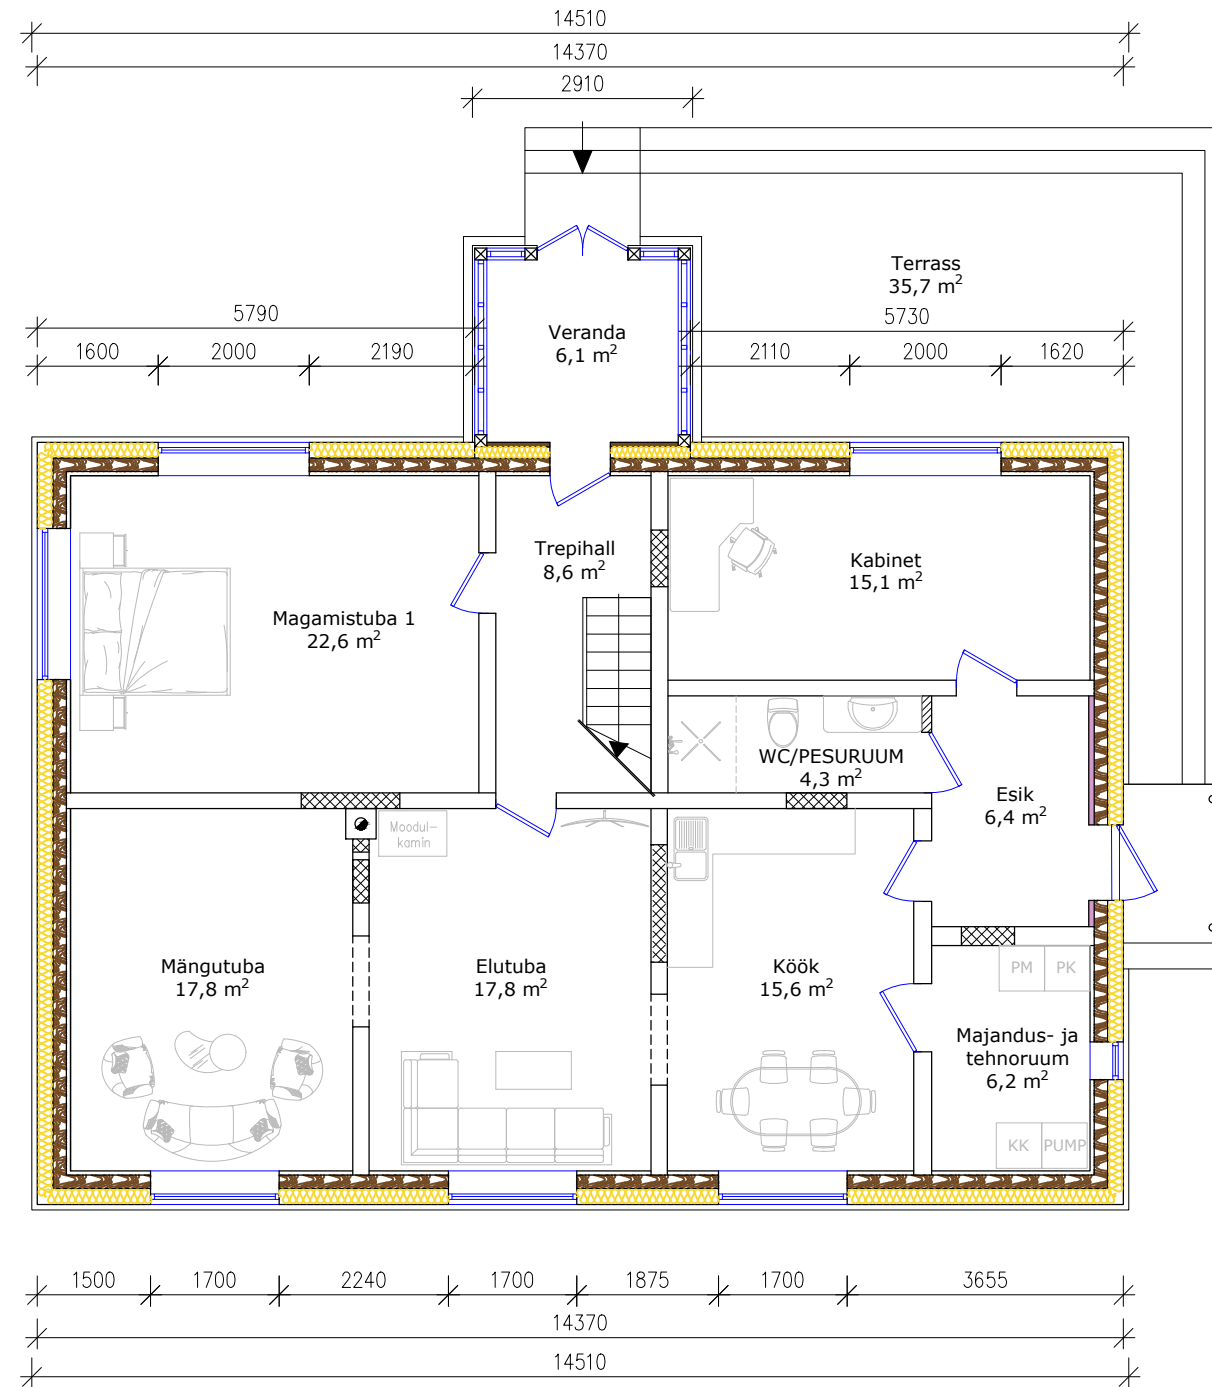 14510
14370
2910
Terrass
35,7 m²
5790
5730
Veranda
6,1 m²
1600 2000 2190
2110 2000 1620
Trepihall
8,6 m²
Kabinet
15,1 m²
Magamistuba 1
22,6 m²
WC/PESURUUM
4,3 m²
Esik
6,4 m²
Moodul-
kamin
Mängutuba
17,8 m²
Elutuba
17,8 m²
Köök
15,6 m²
PM PK
Majandus- ja
tehnoruum
6,2 m²
KK PUMP
1500 1700 2240 1700 1875 1700 3655
14370
14510